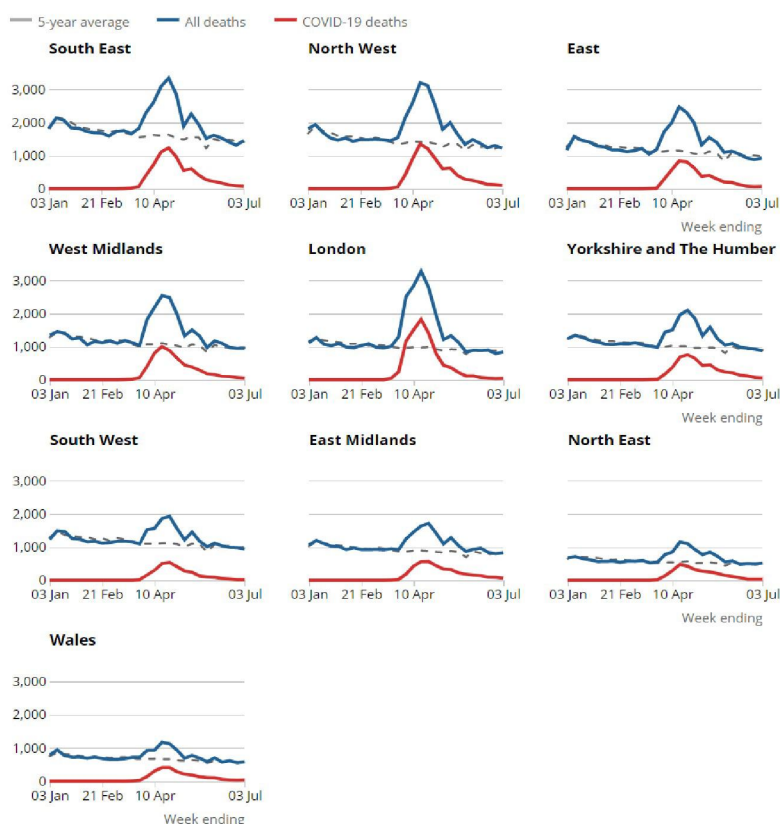 5-year average All deaths COVID-19 deaths
South East North West East
3,000
2,000
1,000
0
03 Jan 21 Feb 10 Apr 03 Jul 03 Jan 21 Feb 10 Apr 03 Jul 03 Jan 21 Feb 10 Apr 03 Jul
Week ending
West Midlands London Yorkshire and The Humber
3,000
2,000
1,000
0
03 Jan 21 Feb 10 Apr 03 Jul 03 Jan 21 Feb 10 Apr 03 Jul 03 Jan 21 Feb 10 Apr 03 Jul
Week ending
South West East Midlands North East
3,000
2,000
1,000
0
03 Jan 21 Feb 10 Apr 03 Jul 03 Jan 21 Feb 10 Apr 03 Jul 03 Jan 21 Feb 10 Apr 03 Jul
Week ending
Wales
3,000
2,000
1,000
0
03 Jan 21 Feb 10 Apr 03 Jul
Week ending